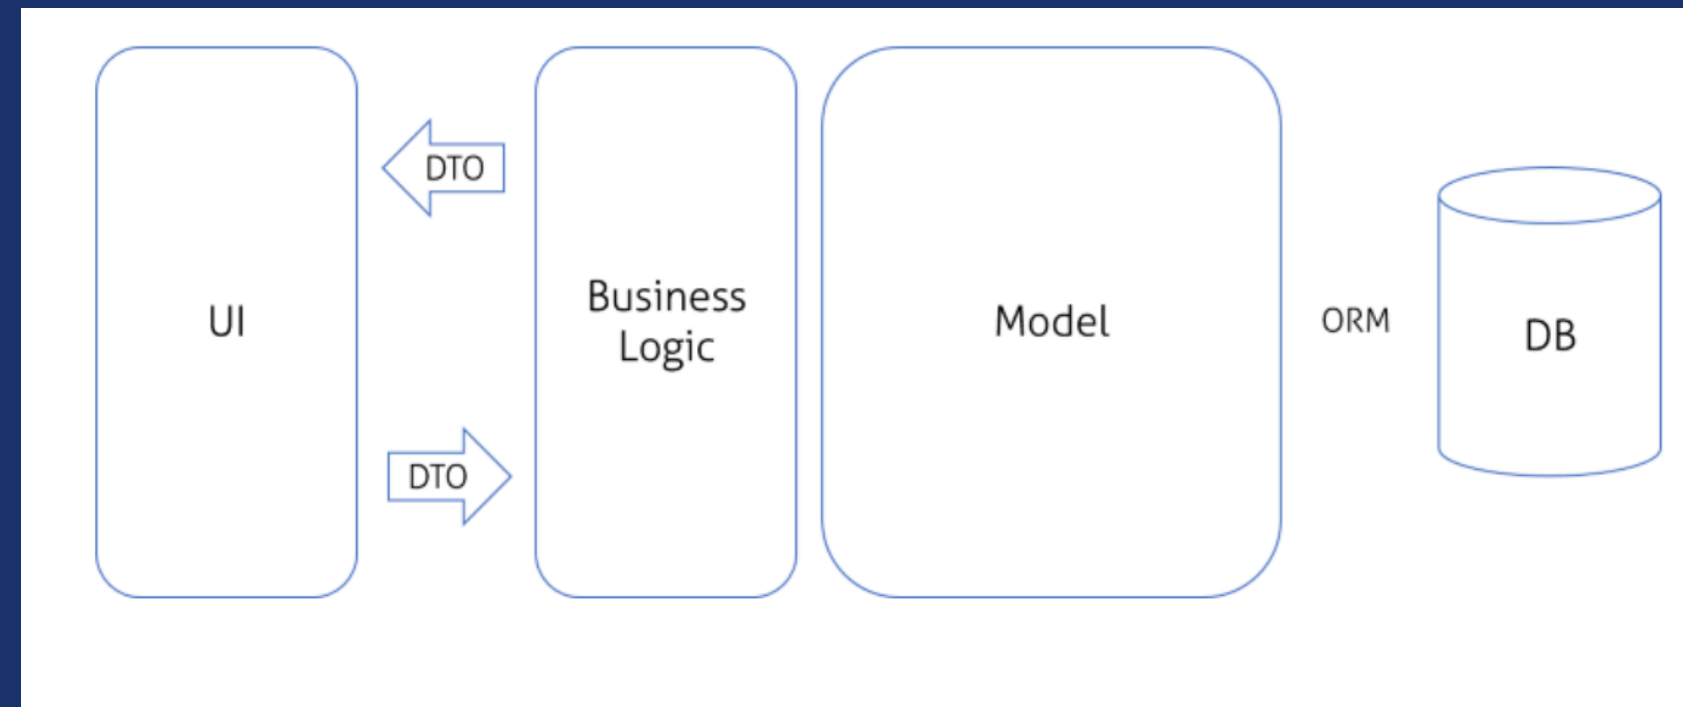 UI
DTO
DTO
Business
Logic
Model
ORM
DB